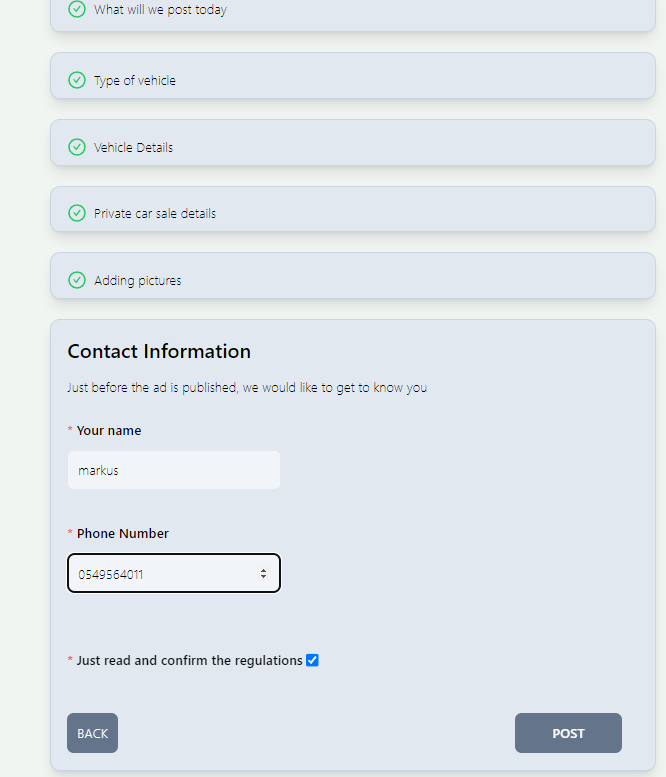 What will we post today
Type of vehicle
Vehicle Details
Private car sale details
Adding pictures
Contact Information
Just before the ad is published, we would like to get to know you
* Your name
markus
* Phone Number
0549564011
* Just read and confirm the regulations
BACK
POST